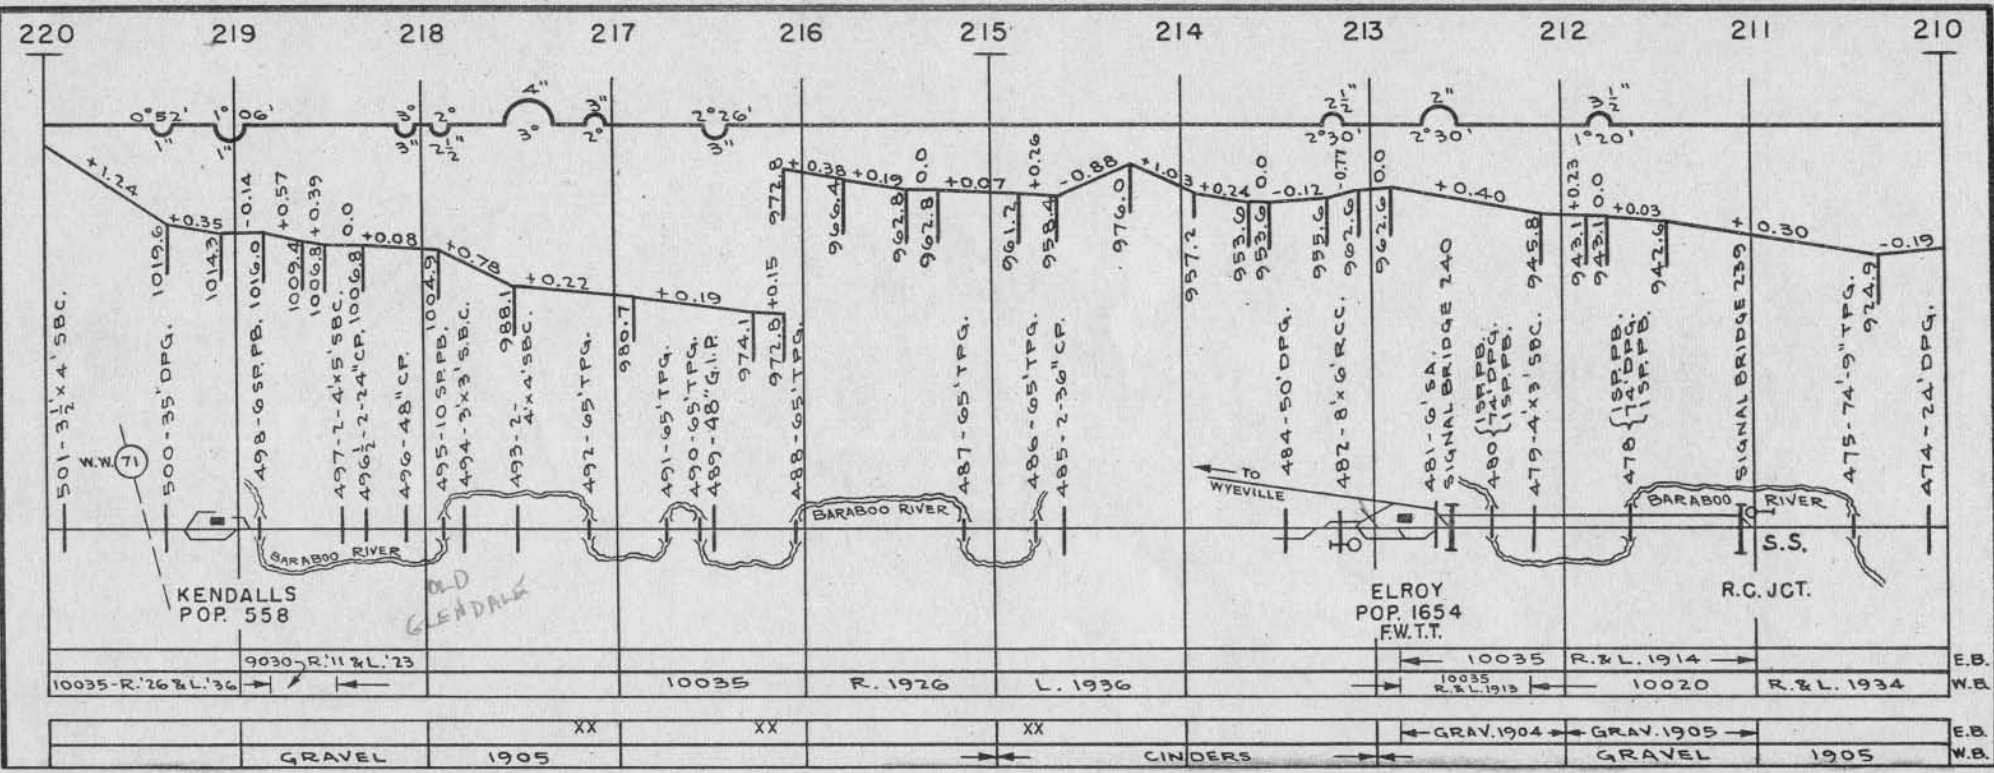 220 219 218 217 216 215 214 213 212 211 210
0°52' 1° 06' 3° 2° 4" 3" 2°26' 2½" 2" 3½"
1" 1" 3" 2½" 3° 2° 3" 2°30' 2°30' 1°20'
+1.24 +0.35 -0.14 +0.57 +0.39 0.0 +0.08 +0.78 +0.22 +0.19 +0.15 +0.38 +0.19 0.0 +0.07 +0.26 -0.88 +1.03 +0.24 0.0 -0.12 -0.77 0.0 +0.40 +0.23 0.0 +0.03 +0.30 -0.19
1019.6 1014.3 1016.0 1009.4 1006.8 1006.8 1004.9 988.1 980.7 974.1 972.8 972.8 966.4 962.8 962.8 961.2 958.4 976.0 957.2 953.6 953.6 955.6 962.6 962.6 945.8 943.1 943.1 942.6 924.9
501-3½'x4' SBC.
500-35' DPG.
498-6 SP.PB.
497-2-4'x5' SBC.
496½-2-24" CP.
496-48" CP.
495-10 SP.PB.
494-3'x3' S.B.C.
493-2-
4'x4' SBC.
492-65' TPG.
491-65' TPG.
490-65' TPG.
489-48" G.I.P.
488-65' TPG.
487-65' TPG.
486-65' TPG.
485-2-36" CP.
484-50' DPG.
482-8'x6' RCC.
481-6' SA.
SIGNAL BRIDGE 240
480 {1SP.PB.
74' DPG.
1SP.PB.
479-4'x3' SBC.
478 {1SP.PB.
74' DPG.
1SP.PB.
SIGNAL BRIDGE 239
475-74'-9" TPG.
474-24' DPG.
W.W. 71
TO
WYEVILLE
BARABOO RIVER
BARABOO RIVER
BARABOO RIVER
S.S.
KENDALLS
POP. 558
OLD
GLENDALE
ELROY
POP. 1654
F.W.T.T.
R.C. JCT.
9030-R.'11 & L.'23 10035 R.&L. 1914 E.B.
10035-R.'26 & L.'36 10035 R. 1926 L. 1936 10035 R.&L. 1913 10020 R.&L. 1934 W.B.
XX XX XX GRAV. 1904 GRAV. 1905 E.B.
GRAVEL 1905 CINDERS GRAVEL 1905 W.B.